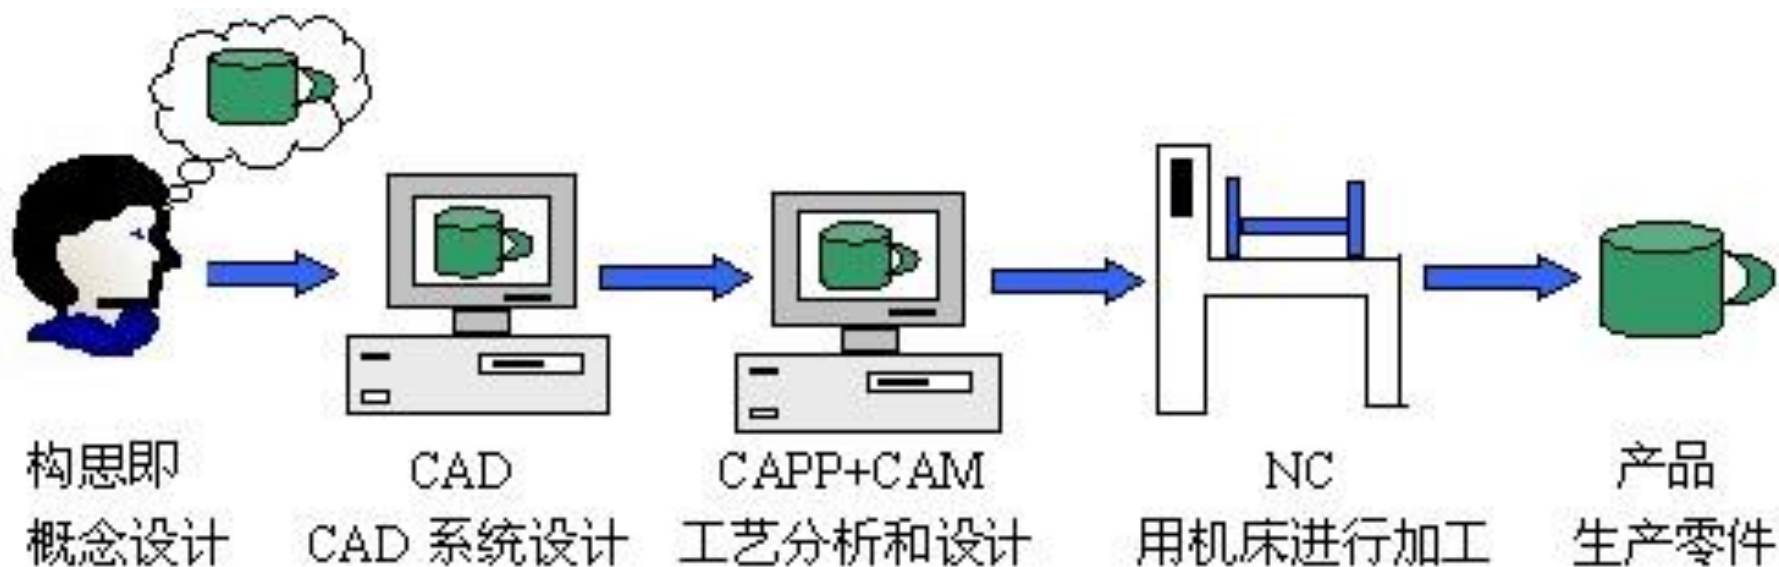 构思即
概念设计
CAD
CAD 系统设计
CAPP+CAM
工艺分析和设计
NC
用机床进行加工
产品
生产零件